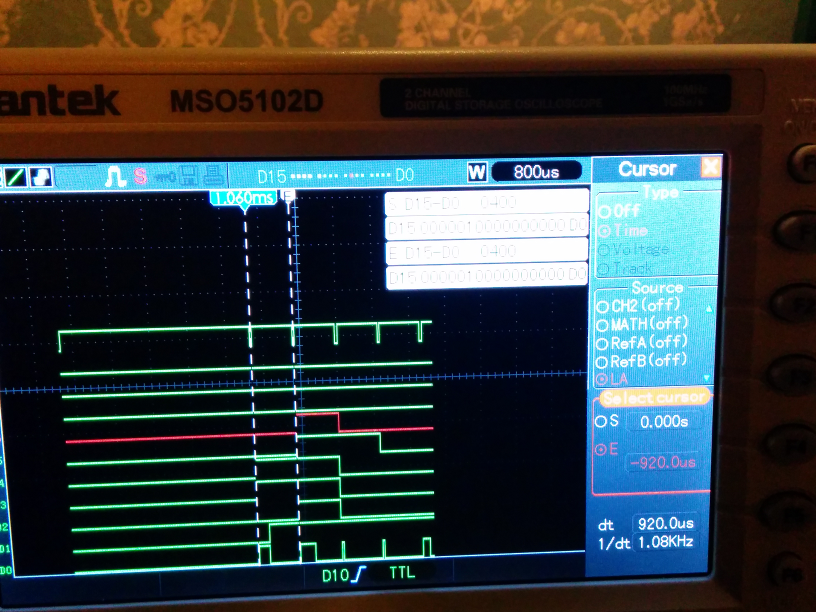 antek MSO5102D 2 CHANNEL
DIGITAL STORAGE OSCILLOSCOPE
S D15 D0 W 800us Cursor X
1.060ms E
S D15-D0 0400
D15:0000010000000000:D0
E D15-D0 0400
D15:0000010000000000:D0
Type
Off
Time
Voltage
Track
Source
CH2(off)
MATH(off)
RefA(off)
RefB(off)
LA
Select cursor
S 0.000s
E -920.0us
dt 920.0us
1/dt 1.08KHz
3
2
D1
D0
D10 TTL